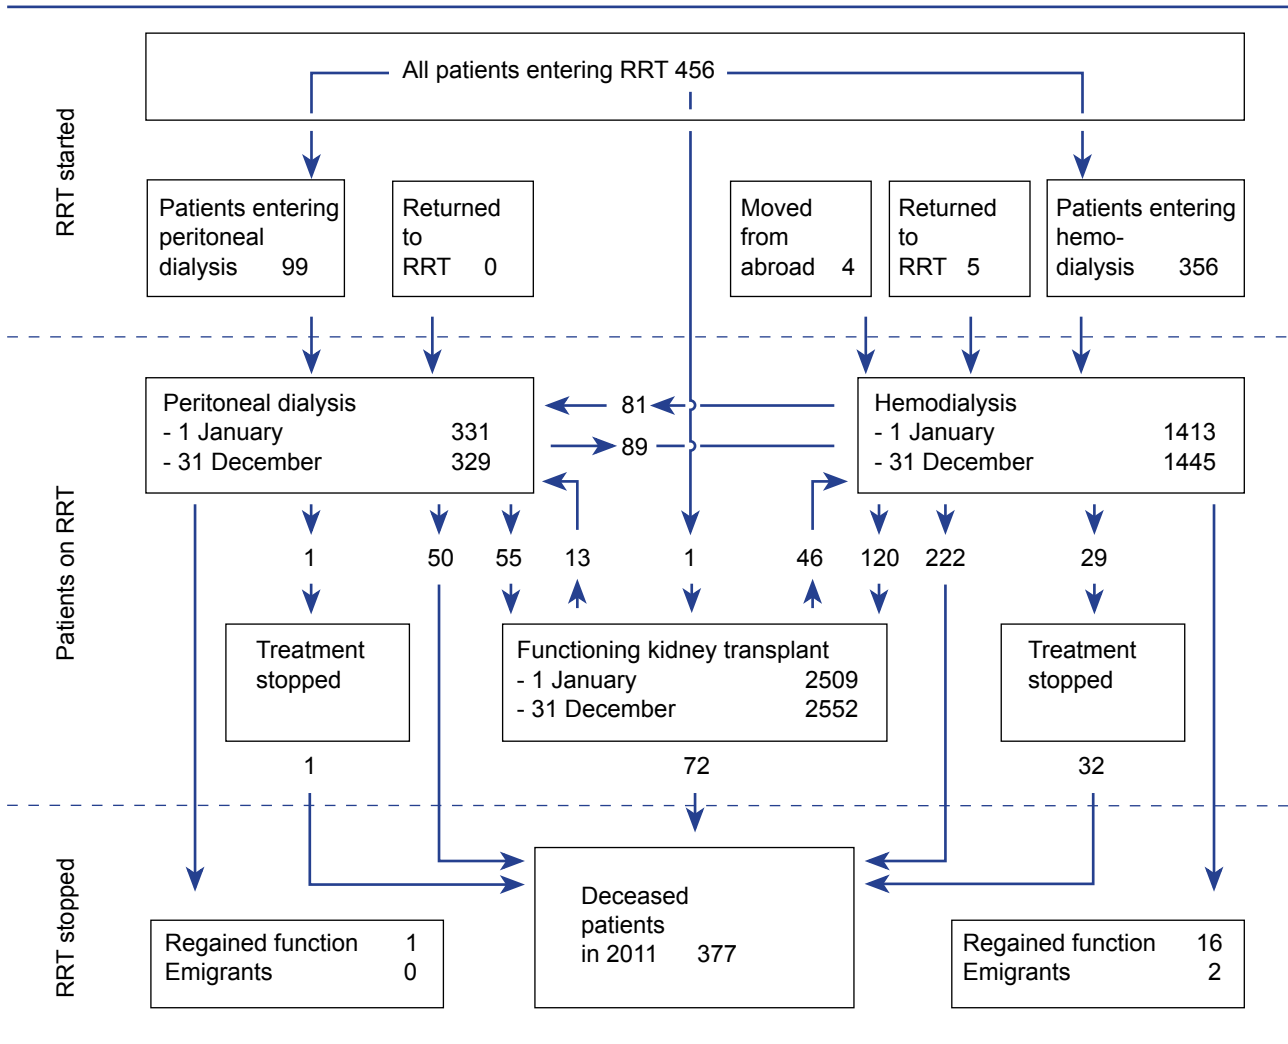 All patients entering RRT 456
RRT started
Patients entering
peritoneal
dialysis 99
Returned
to
RRT 0
Moved
from
abroad 4
Returned
to
RRT 5
Patients entering
hemo-
dialysis 356
Patients on RRT
Peritoneal dialysis
- 1 January 331
- 31 December 329
81
89
Hemodialysis
- 1 January 1413
- 31 December 1445
1 50 55 13 1 46 120 222 29
Treatment
stopped
Functioning kidney transplant
- 1 January 2509
- 31 December 2552
Treatment
stopped
1 72 32
RRT stopped
Regained function 1
Emigrants 0
Deceased
patients
in 2011 377
Regained function 16
Emigrants 2